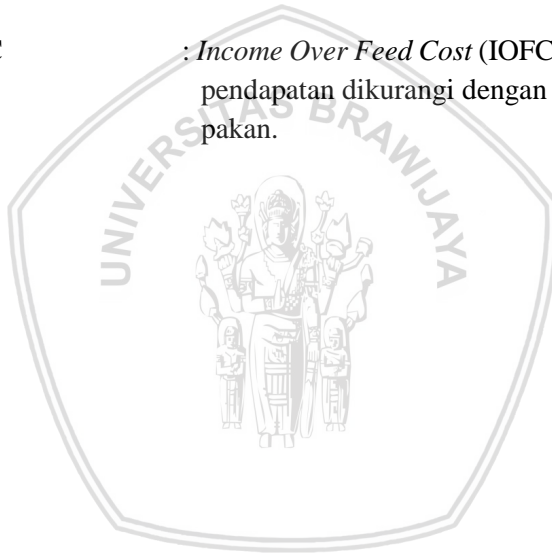 : Income Over Feed Cost (IOFC
pendapatan dikurangi dengan
pakan.
UNIVERSITAS BRAWIJAYA